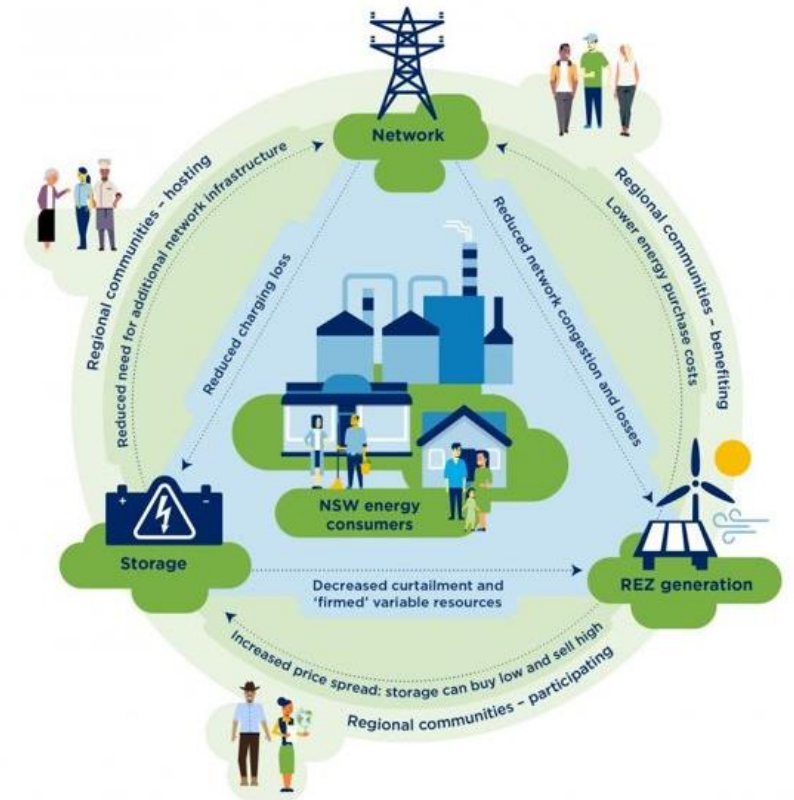 Network
Regional communities – hosting
Reduced need for additional network infrastructure
Reduced charging loss
Reduced network congestion and losses
Lower energy purchase costs
Regional communities – benefiting
NSW energy
consumers
Storage
REZ generation
Decreased curtailment and
'firmed' variable resources
Increased price spread: storage can buy low and sell high
Regional communities – participating